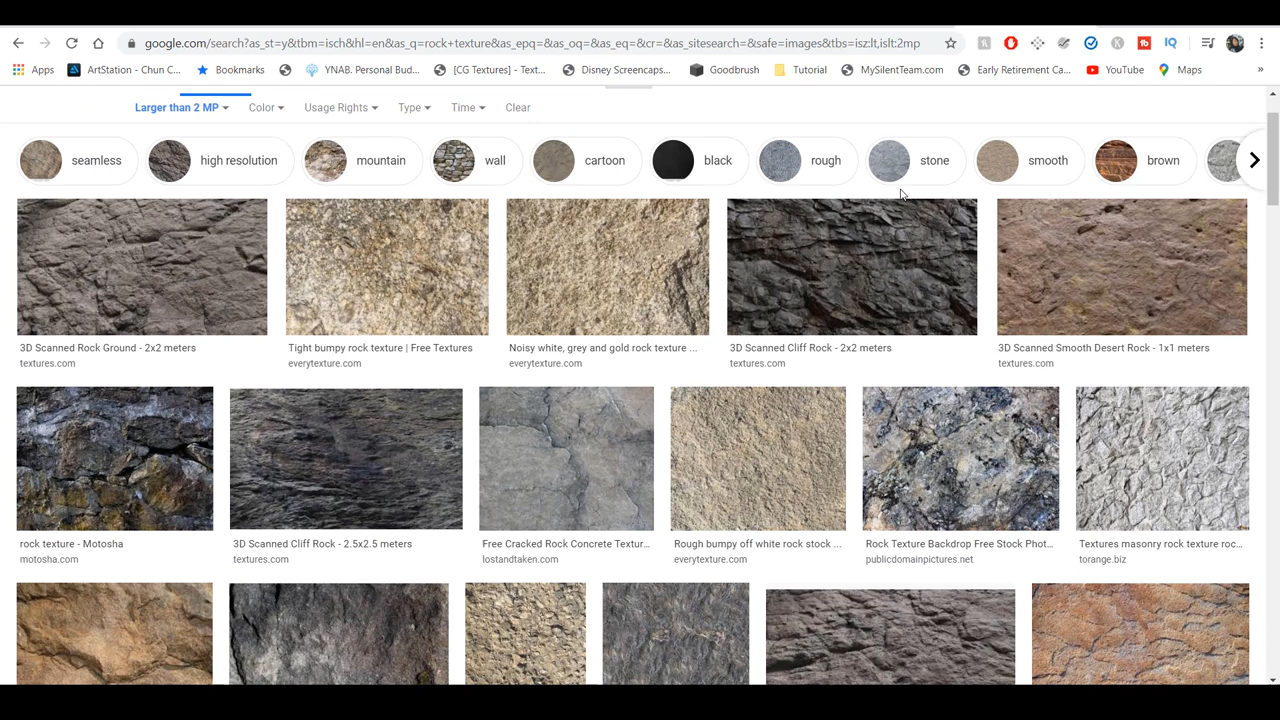 google.com/search?as_st=y&tbm=isch&hl=en&as_q=rock+texture&as_epq=&as_oq=&as_eq=&cr=&as_sitesearch=&safe=images&tbs=isz:lt,islt:2mp
Apps ArtStation - Chun C... Bookmarks YNAB. Personal Bud... [CG Textures] - Text... Disney Screencaps... Goodbrush Tutorial MySilentTeam.com Early Retirement Ca... YouTube Maps »
Larger than 2 MP Color Usage Rights Type Time Clear
seamless high resolution mountain wall cartoon black rough stone smooth brown
3D Scanned Rock Ground - 2x2 meters Tight bumpy rock texture | Free Textures Noisy white, grey and gold rock texture ... 3D Scanned Cliff Rock - 2x2 meters 3D Scanned Smooth Desert Rock - 1x1 meters
textures.com everytexture.com everytexture.com textures.com textures.com
rock texture - Motosha 3D Scanned Cliff Rock - 2.5x2.5 meters Free Cracked Rock Concrete Textur... Rough bumpy off white rock stock ... Rock Texture Backdrop Free Stock Phot... Textures masonry rock texture roc...
motosha.com textures.com lostandtaken.com everytexture.com publicdomainpictures.net torange.biz